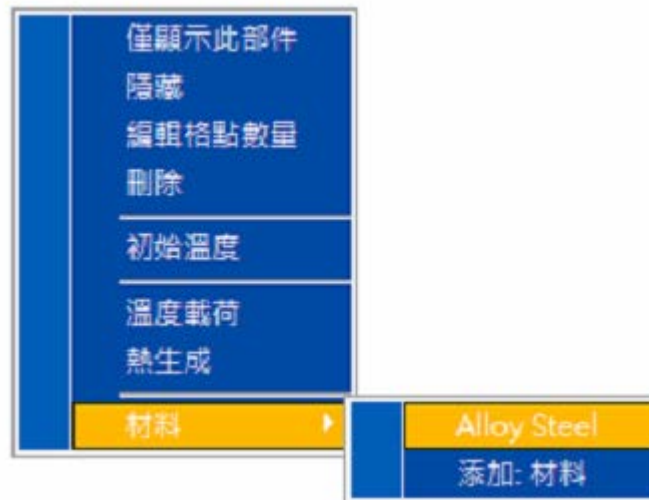 僅顯示此部件
隱藏
編輯格點數量
刪除
初始溫度
溫度載荷
熱生成
材料
Alloy Steel
添加: 材料